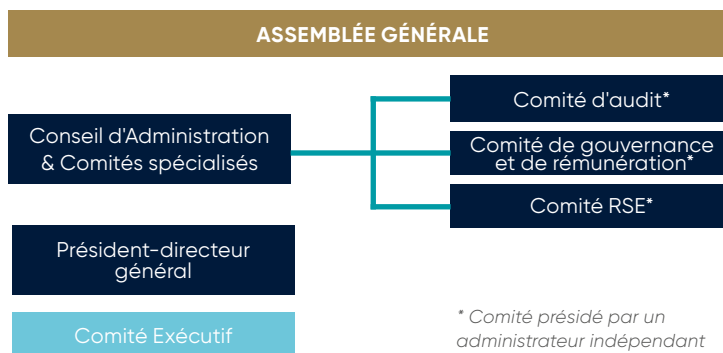 ASSEMBLÉE GÉNÉRALE
Conseil d'Administration
& Comités spécialisés
Comité d'audit*
Comité de gouvernance
et de rémunération*
Comité RSE*
Président-directeur
général
Comité Exécutif
* Comité présidé par un
administrateur indépendant